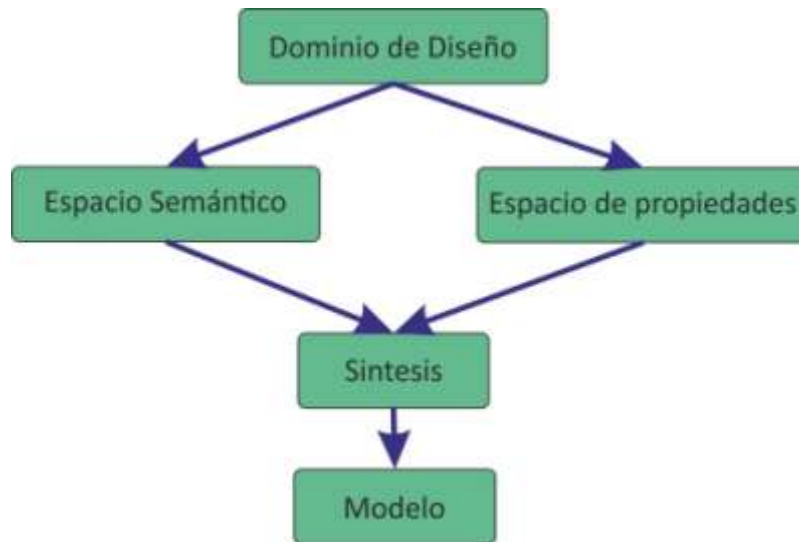 Dominio de Diseño
Espacio Semántico
Espacio de propiedades
Sintesis
Modelo